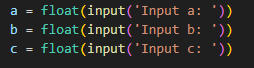 a = float(input('Input a: '))
b = float(input('Input b: '))
c = float(input('Input c: '))